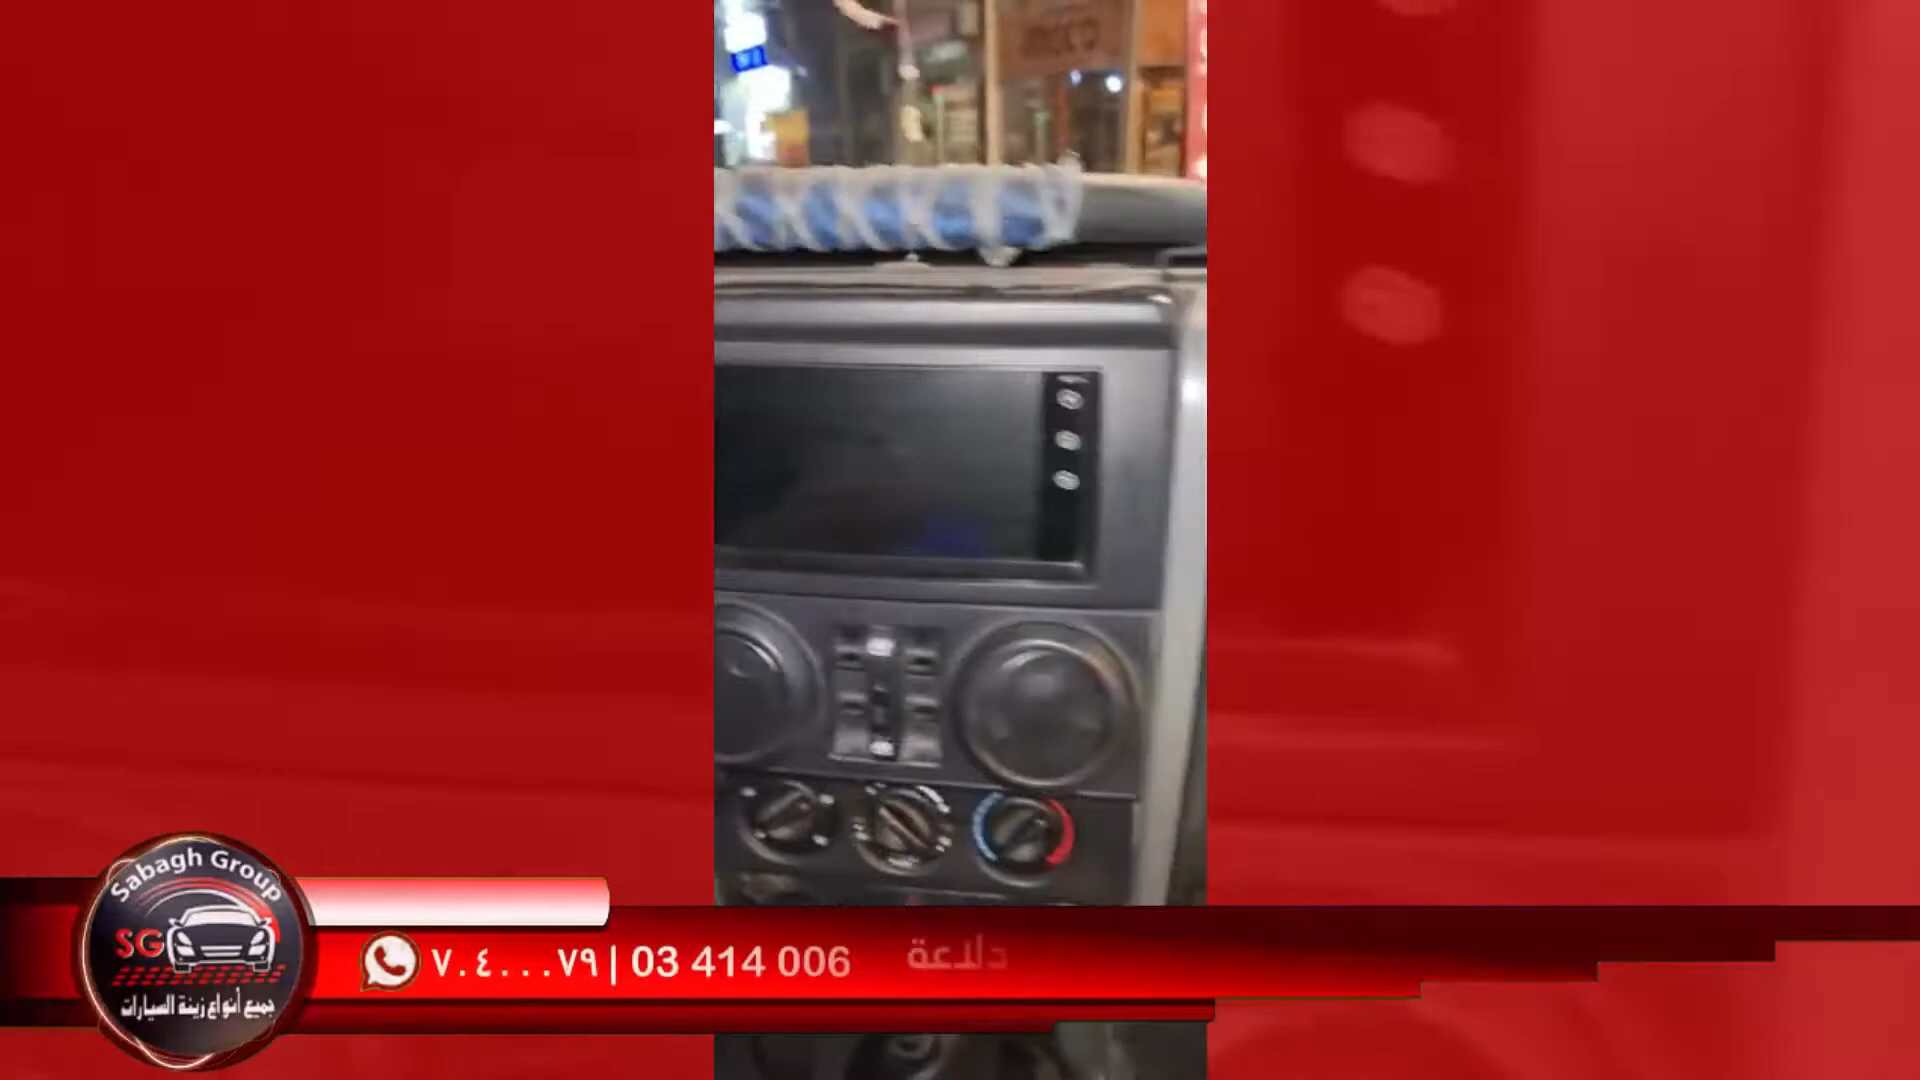 Sabagh Group
SG
جميع أنواع زينة السيارات
٧٠٤٠٠٠٧٩ | 03 414 006
دلاعة